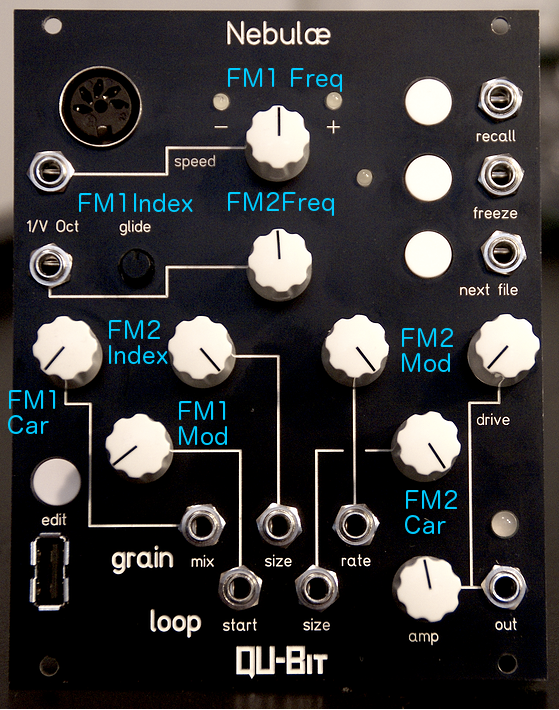 Nebulæ
FM1 Freq
− +
speed
recall
FM1Index
FM2Freq
freeze
1/V Oct
glide
next file
FM2
Index
FM2
Mod
FM1
Car
FM1
Mod
drive
FM2
Car
edit
grain
mix
size
rate
loop
start
size
amp
out
QU-BIT